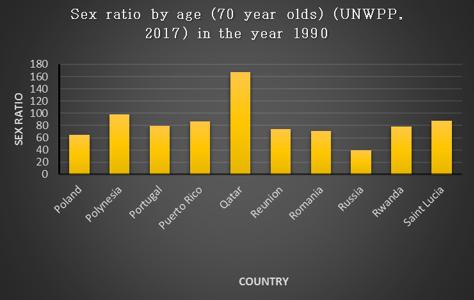 Sex ratio by age (70 year olds) (UNWPP,
2017) in the year 1990
SEX RATIO
180
160
140
120
100
80
60
40
20
0
Poland
Polynesia
Portugal
Puerto Rico
Qatar
Reunion
Romania
Russia
Rwanda
Saint Lucia
COUNTRY